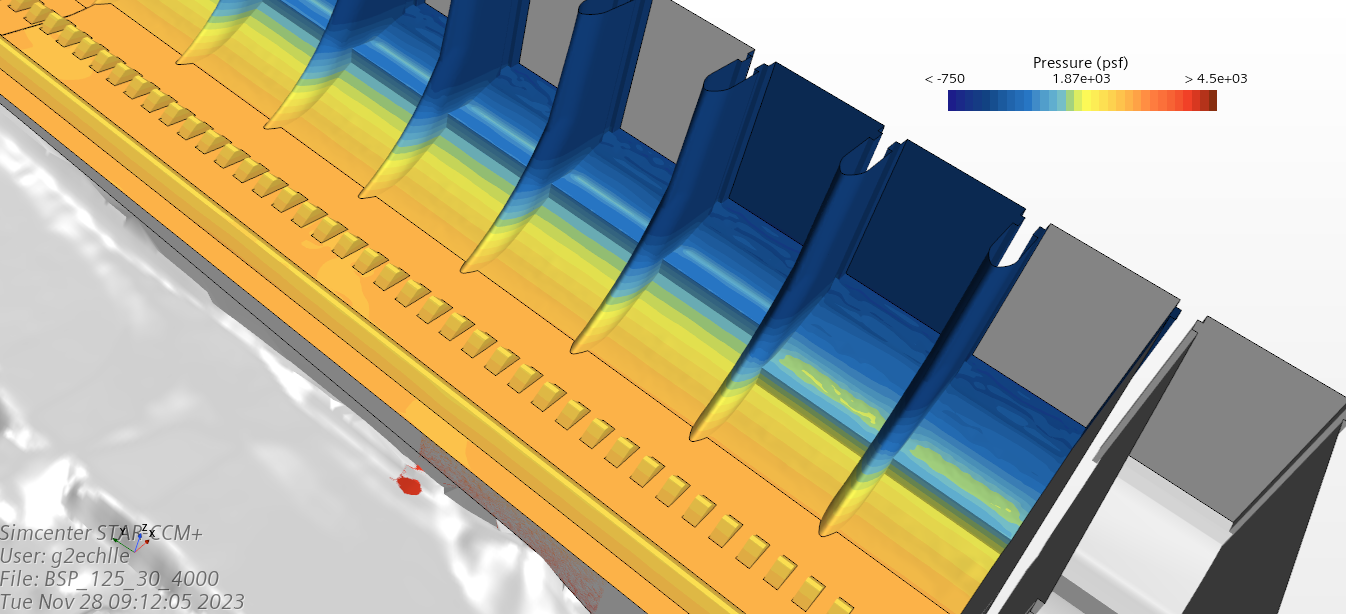 Pressure (psf)
< -750 1.87e+03 > 4.5e+03
Z
Y X
Simcenter STAR-CCM+
User: g2echlle
File: BSP_125_30_4000
Tue Nov 28 09:12:05 2023